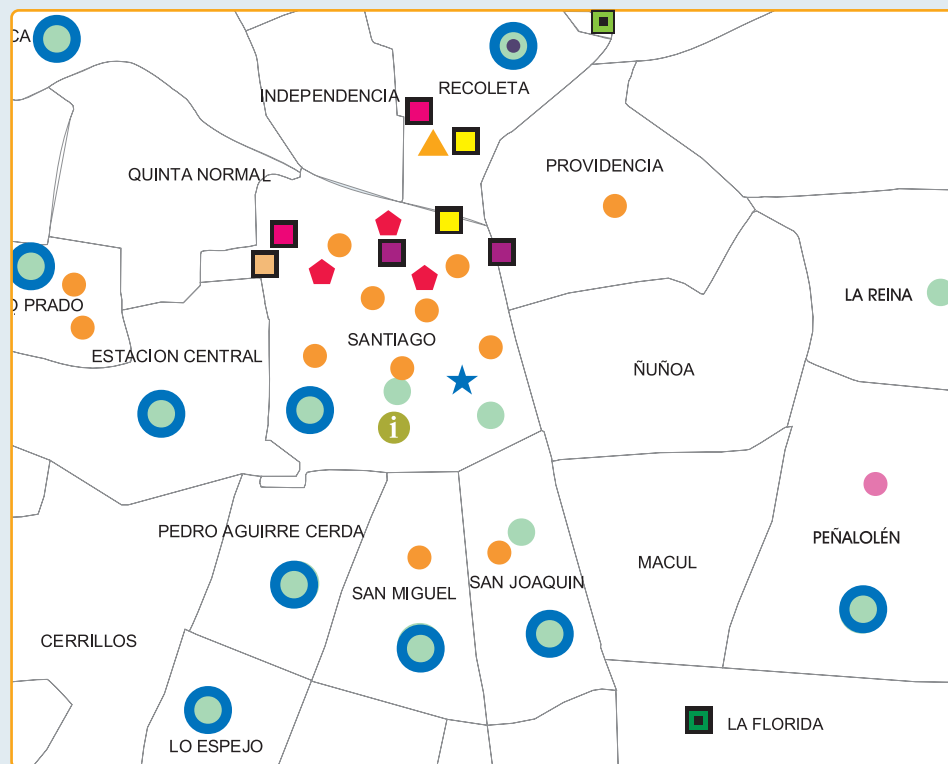 CA
INDEPENDENCIA
RECOLETA
QUINTA NORMAL
PROVIDENCIA
O PRADO
LA REINA
SANTIAGO
ESTACION CENTRAL
ÑUÑOA
i
PEDRO AGUIRRE CERDA
PEÑALOLÉN
MACUL
SAN MIGUEL
SAN JOAQUIN
CERRILLOS
LA FLORIDA
LO ESPEJO